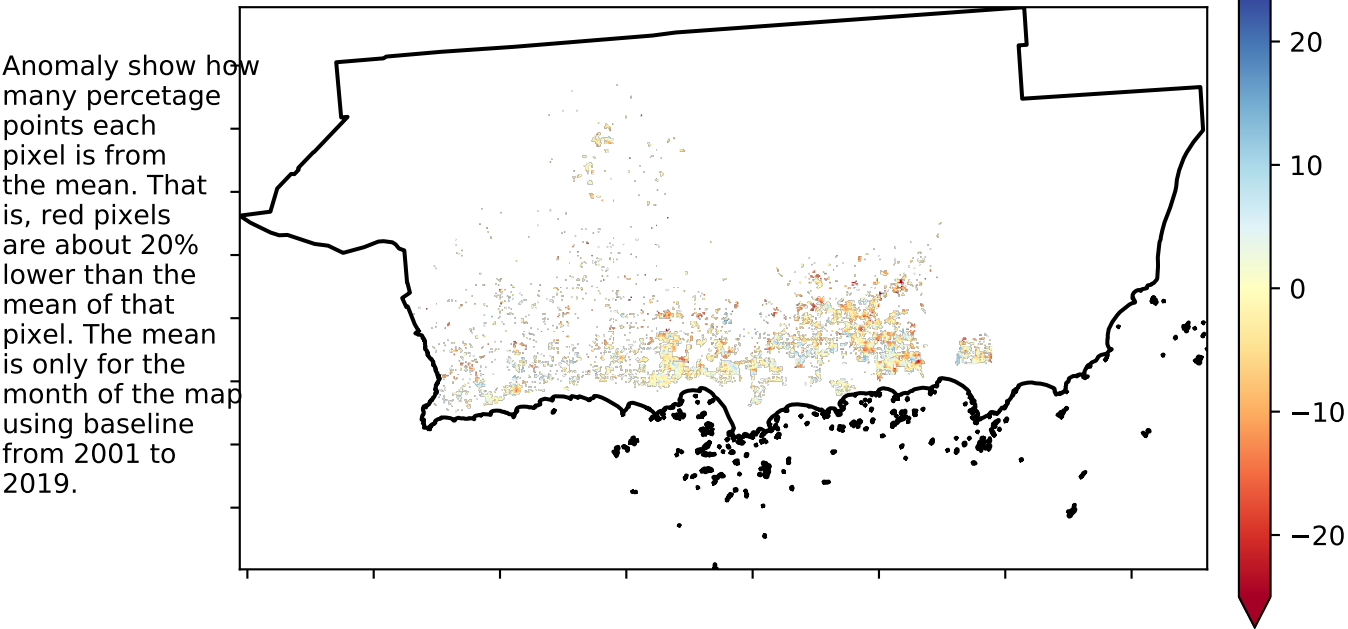 Anomaly show how
many percetage
points each
pixel is from
the mean. That
is, red pixels
are about 20%
lower than the
mean of that
pixel. The mean
is only for the
month of the map
using baseline
from 2001 to
2019.
20
10
0
−10
−20